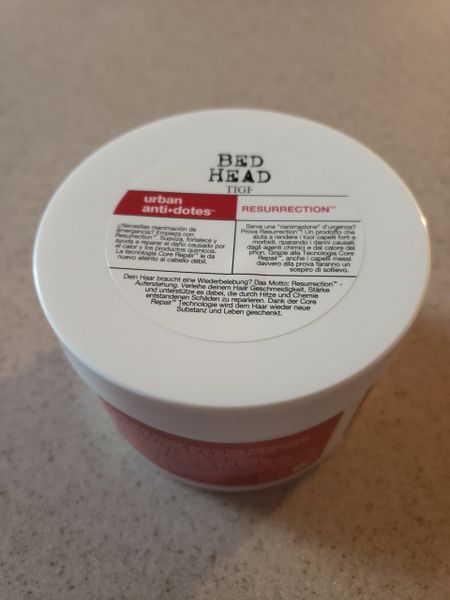 BED
HEAD
TIGI
urban
anti•dotes™
RESURRECTION™
¿Necesitas reanimación de
emergencia? Empieza con
Resurrection™. Suaviza, fortalece y
ayuda a reparar el daño causado por
el calor y los productos químicos.
La tecnología Core Repair™ le da
nuevo aliento al cabello débil.
Serve una "rianimazione" d'urgenza?
Prova Resurrection™! Un prodotto che
aiuta a rendere i tuoi capelli forti e
morbidi, riparando i danni causati
dagli agenti chimici e dal calore del
phon. Grazie alla Tecnologia Core
Repair™, anche i capelli messi
davvero alla prova faranno un
sospiro di sollievo.
Dein Haar braucht eine Wiederbelebung? Das Motto: Resurrection™ -
Auferstehung. Verleihe deinem Haar Geschmeidigkeit, Stärke
und unterstütze es dabei, die durch Hitze und Chemie
entstandenen Schäden zu reparieren. Dank der Core
Repair™ Technologie wird dem Haar wieder neue
Substanz und Leben geschenkt.